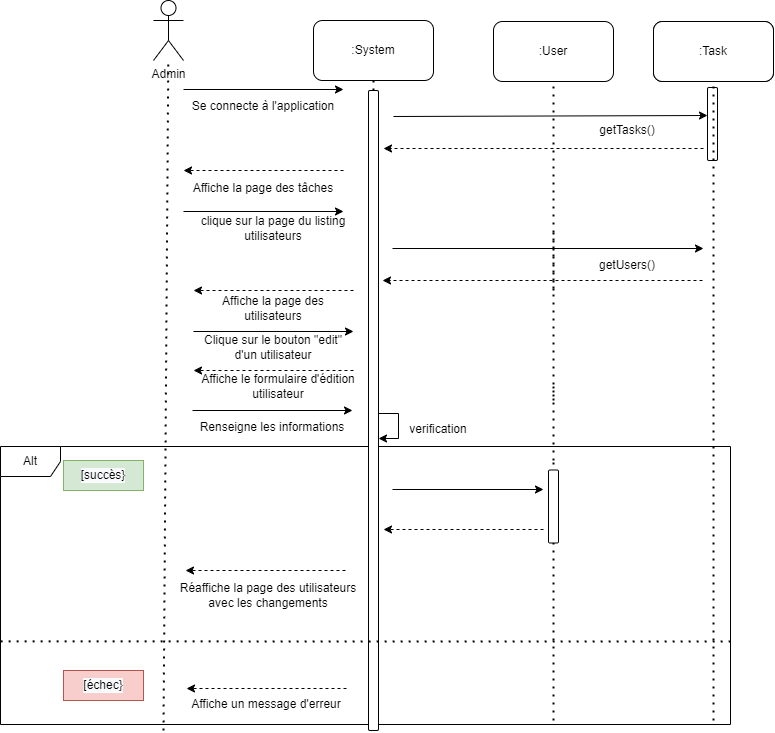 :System
:User
:Task
Admin
Se connecte à l'application
getTasks()
Affiche la page des tâches
clique sur la page du listing
utilisateurs
getUsers()
Affiche la page des
utilisateurs
Clique sur le bouton "edit"
d'un utilisateur
Affiche le formulaire d'édition
utilisateur
Renseigne les informations
verification
Alt
[succès}
Réaffiche la page des utilisateurs
avec les changements
[échec}
Affiche un message d'erreur